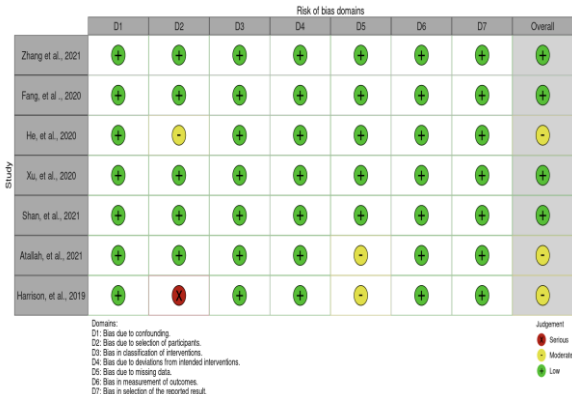 Risk of bias domains
D1 D2 D3 D4 D5 D6 D7 Overall
Study
Zhang et al., 2021 + + + + + + + +
Fang, et al ., 2020 + + + + + + + +
He, et al., 2020 + - + + + + + -
Xu, et al., 2020 + + + + + + + +
Shan, et al., 2021 + + + + + + + +
Ataliah, et al., 2021 + + + + - + + -
Harrison, et al., 2019 + X + + - + + -
Domains:
D1: Bias due to confounding.
D2: Bias due to selection of participants.
D3: Bias in classification of interventions.
D4: Bias due to deviations from intended interventions.
D5: Bias due to missing data.
D6: Bias in measurement of outcomes.
D7: Bias in selection of the reported result.
Judgement
X Serious
- Moderate
+ Low